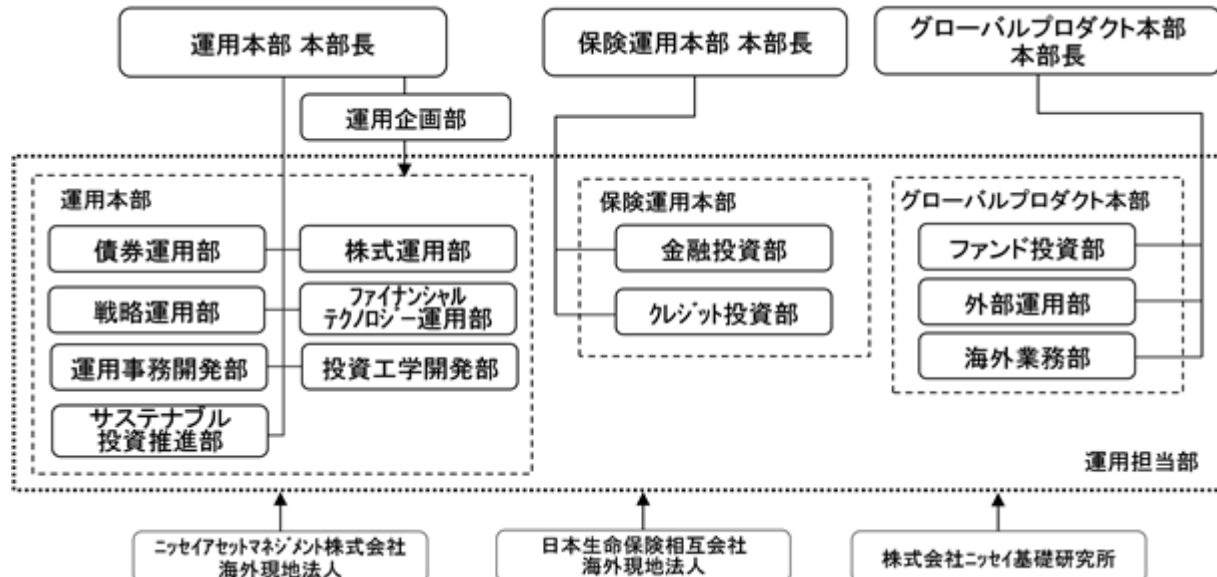 運用本部 本部長
保険運用本部 本部長
グローバルプロダクト本部
本部長
運用企画部
運用本部
債券運用部
株式運用部
戦略運用部
ファイナンシャル
テクノロジー運用部
運用事務開発部
投資工学開発部
サステナブル
投資推進部
保険運用本部
金融投資部
クレジット投資部
グローバルプロダクト本部
ファンド投資部
外部運用部
海外業務部
運用担当部
ニッセイアセットマネジメント株式会社
海外現地法人
日本生命保険相互会社
海外現地法人
株式会社ニッセイ基礎研究所